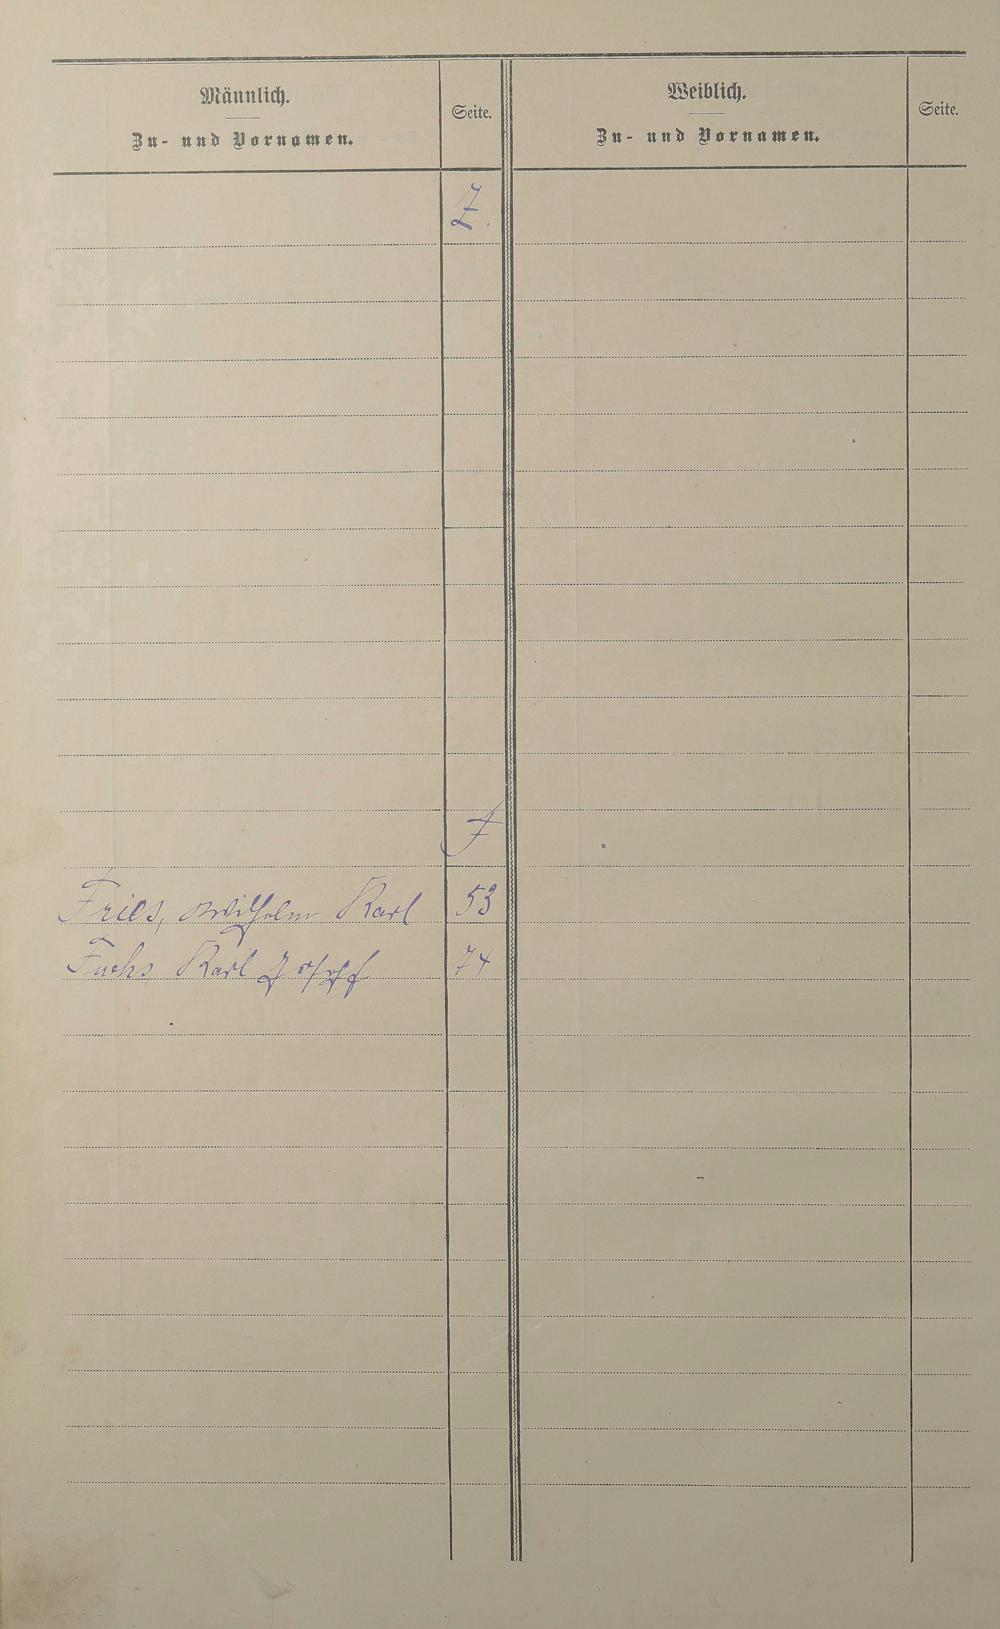 Männlich.
Zu- und Vornamen.
Seite.
Weiblich.
Zu- und Vornamen.
Seite.
Z.
F
Fries, Wilhelm Karl 53
Fuchs, Karl Josef 74